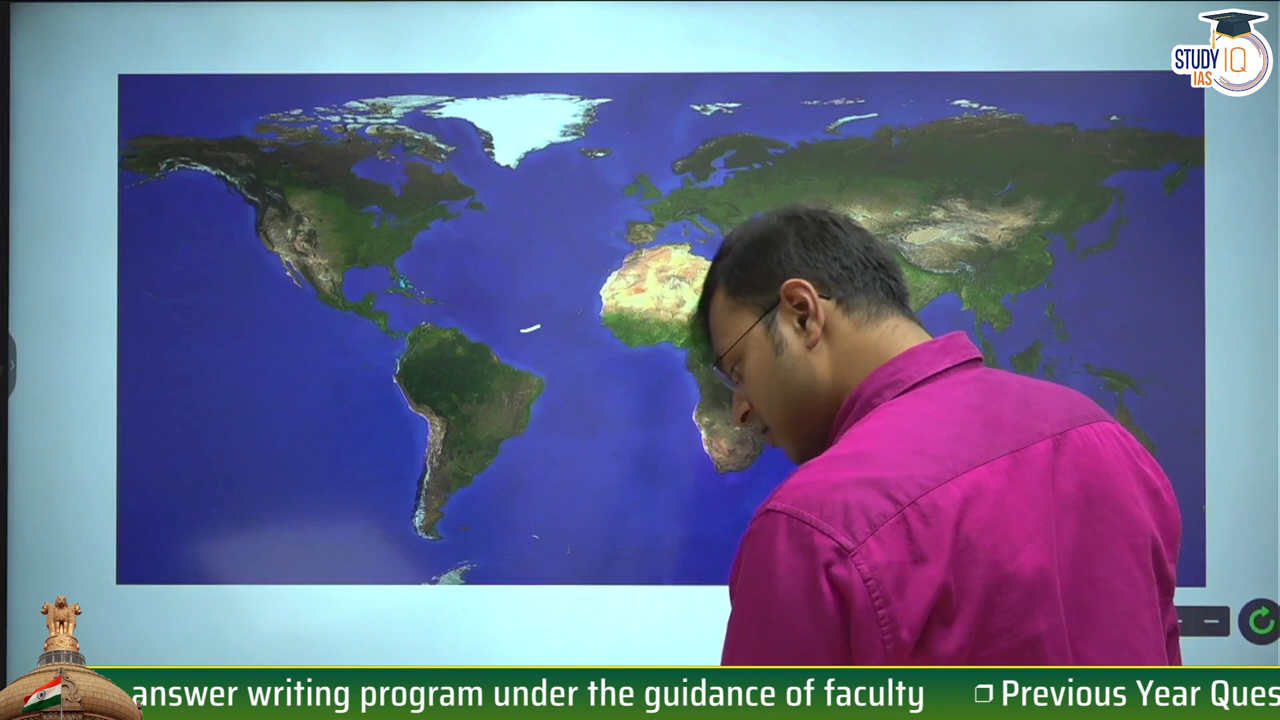 STUDY IQ
IAS
answer writing program under the guidance of faculty ❐ Previous Year Ques